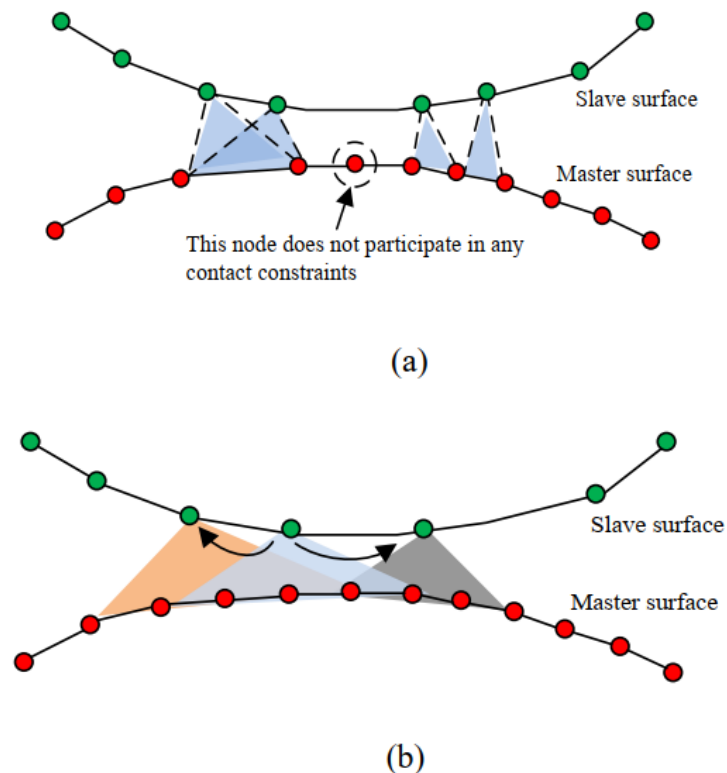 Slave surface
Master surface
This node does not participate in any
contact constraints
(a)
Slave surface
Master surface
(b)